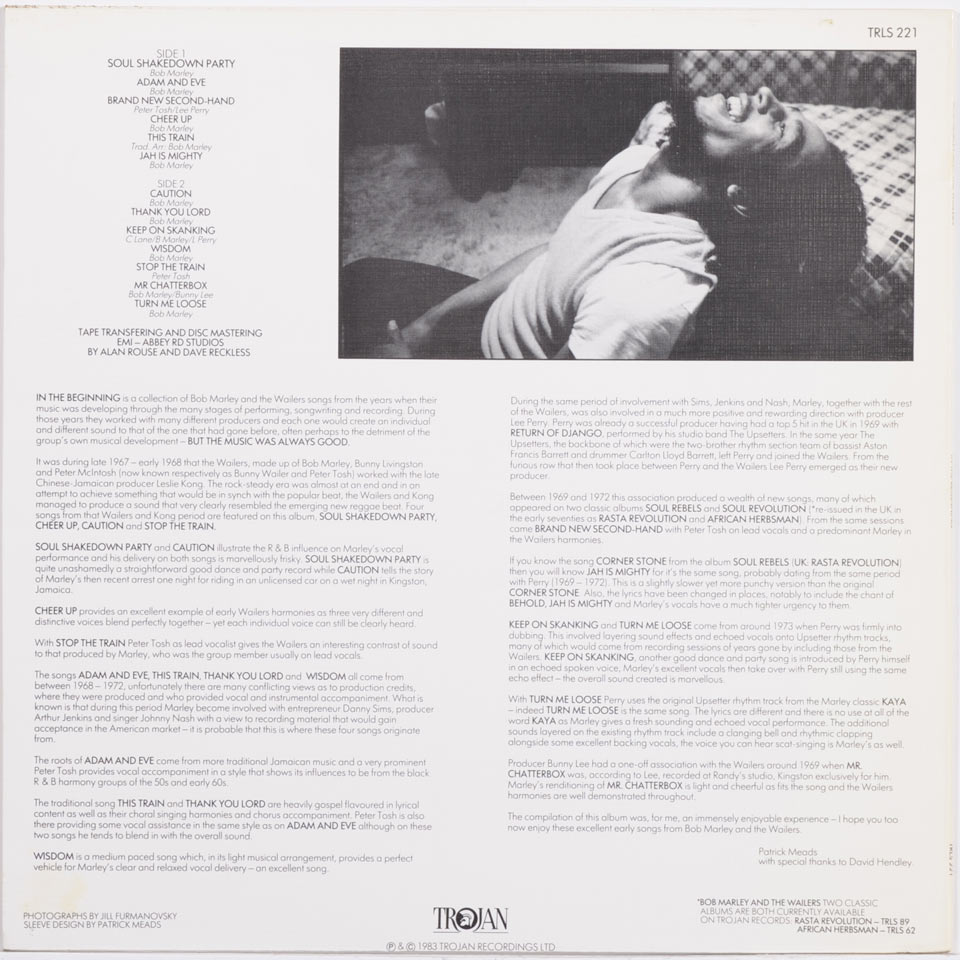 TRLS 221
SIDE 1
SOUL SHAKEDOWN PARTY
Bob Marley
ADAM AND EVE
Bob Marley
BRAND NEW SECOND-HAND
Peter Tosh/Lee Perry
CHEER UP
Bob Marley
THIS TRAIN
Trad. Arr: Bob Marley
JAH IS MIGHTY
Bob Marley
SIDE 2
CAUTION
Bob Marley
THANK YOU LORD
Bob Marley
KEEP ON SKANKING
C Lane/B Marley/L Perry
WISDOM
Bob Marley
STOP THE TRAIN
Peter Tosh
MR CHATTERBOX
Bob Marley/Bunny Lee
TURN ME LOOSE
Bob Marley
TAPE TRANSFERING AND DISC MASTERING
EMI – ABBEY RD STUDIOS
BY ALAN ROUSE AND DAVE RECKLESS
IN THE BEGINNING is a collection of Bob Marley and the Wailers songs from the years when their
music was developing through the many stages of performing, songwriting and recording. During
those years they worked with many different producers and each one would create an individual
and different sound to that of the one that had gone before, often perhaps to the detriment of the
group's own musical development – BUT THE MUSIC WAS ALWAYS GOOD.
It was during late 1967 – early 1968 that the Wailers, made up of Bob Marley, Bunny Livingston
and Peter McIntosh (now known respectively as Bunny Wailer and Peter Tosh) worked with the late
Chinese-Jamaican producer Leslie Kong. The rock-steady era was almost at an end and in an
attempt to achieve something that would be in synch with the popular beat, the Wailers and Kong
managed to produce a sound that very closely resembled the emerging new reggae beat. Four
songs from that Wailers and Kong period are featured on this album, SOUL SHAKEDOWN PARTY,
CHEER UP, CAUTION and STOP THE TRAIN.
SOUL SHAKEDOWN PARTY and CAUTION illustrate the R & B influence on Marley's vocal
performance and his delivery on both songs is marvellously frisky. SOUL SHAKEDOWN PARTY is
quite unashamedly a straightforward good dance and party record while CAUTION tells the story
of Marley's then recent arrest one night for riding in an unlicensed car on a wet night in Kingston,
Jamaica.
CHEER UP provides an excellent example of early Wailers harmonies as three very different and
distinctive voices blend perfectly together – yet each individual voice can still be clearly heard.
With STOP THE TRAIN Peter Tosh as lead vocalist gives the Wailers an interesting contrast of sound
to that produced by Marley, who was the group member usually on lead vocals.
The songs ADAM AND EVE, THIS TRAIN, THANK YOU LORD and WISDOM all come from
between 1968 – 1972, unfortunately there are many conflicting views as to production credits,
where they were produced and who provided vocal and instrumental accompaniment. What is
known is that during this period Marley become involved with entrepreneur Danny Sims, producer
Arthur Jenkins and singer Johnny Nash with a view to recording material that would gain
acceptance in the American market – it is probable that this is where these four songs originate
from.
The roots of ADAM AND EVE come from more traditional Jamaican music and a very prominent
Peter Tosh provides vocal accompaniment in a style that shows its influences to be from the black
R & B harmony groups of the 50s and early 60s.
The traditional song THIS TRAIN and THANK YOU LORD are heavily gospel flavoured in lyrical
content as well as their choral singing harmonies and chorus accompaniment. Peter Tosh is also
there providing some vocal assistance in the same style as on ADAM AND EVE although on these
two songs he tends to blend in with the overall sound.
WISDOM is a medium paced song which, in its light musical arrangement, provides a perfect
vehicle for Marley's clear and relaxed vocal delivery – an excellent song.
During the same period of involvement with Sims, Jenkins and Nash, Marley, together with the rest
of the Wailers, was also involved in a much more positive and rewarding direction with producer
Lee Perry. Perry was already a successful producer having had a top 5 hit in the UK in 1969 with
RETURN OF DJANGO, performed by his studio band The Upsetters. In the same year The
Upsetters, the backbone of which were the two-brother rhythm section team of bassist Aston
Francis Barrett and drummer Carlton Lloyd Barrett, left Perry and joined the Wailers. From the
furious row that then took place between Perry and the Wailers Lee Perry emerged as their new
producer.
Between 1969 and 1972 this association produced a wealth of new songs, many of which
appeared on two classic albums SOUL REBELS and SOUL REVOLUTION (*re-issued in the UK in
the early seventies as RASTA REVOLUTION and AFRICAN HERBSMAN). From the same sessions
came BRAND NEW SECOND-HAND with Peter Tosh on lead vocals and a predominant Marley in
the Wailers harmonies.
If you know the song CORNER STONE from the album SOUL REBELS (UK: RASTA REVOLUTION)
then you will know JAH IS MIGHTY for it's the same song, probably dating from the same period
with Perry (1969 – 1972). This is a slightly slower yet more punchy version than the original
CORNER STONE. Also, the lyrics have been changed in places, notably to include the chant of
BEHOLD, JAH IS MIGHTY and Marley's vocals have a much tighter urgency to them.
KEEP ON SKANKING and TURN ME LOOSE come from around 1973 when Perry was firmly into
dubbing. This involved layering sound effects and echoed vocals onto Upsetter rhythm tracks,
many of which would come from recording sessions of years gone by including those from the
Wailers. KEEP ON SKANKING, another good dance and party song is introduced by Perry himself
in an echoed spoken voice, Marley's excellent vocals then take over with Perry still using the same
echo effect – the overall sound created is marvellous.
With TURN ME LOOSE Perry uses the original Upsetter rhythm track from the Marley classic KAYA
– indeed TURN ME LOOSE is the same song. The lyrics are different and there is no use at all of the
word KAYA as Marley gives a fresh sounding and echoed vocal performance. The additional
sounds layered on the existing rhythm track include a clanging bell and rhythmic clopping
alongside some excellent backing vocals, the voice you can hear scat-singing is Marley's as well.
Producer Bunny Lee had a one-off association with the Wailers around 1969 when MR.
CHATTERBOX was, according to Lee, recorded at Randy's studio, Kingston exclusively for him.
Marley's renditioning of MR. CHATTERBOX is light and cheerful as fits the song and the Wailers
harmonies are well demonstrated throughout.
The compilation of this album was, for me, an immensely enjoyable experience – I hope you too
now enjoy these excellent early songs from Bob Marley and the Wailers.
Patrick Meads
with special thanks to David Hendley.
PHOTOGRAPHS BY JILL FURMANOVSKY
SLEEVE DESIGN BY PATRICK MEADS
TROJAN
℗ & © 1983 TROJAN RECORDINGS LTD
*BOB MARLEY AND THE WAILERS TWO CLASSIC
ALBUMS ARE BOTH CURRENTLY AVAILABLE
ON TROJAN RECORDS: RASTA REVOLUTION – TRLS 89
AFRICAN HERBSMAN – TRLS 62